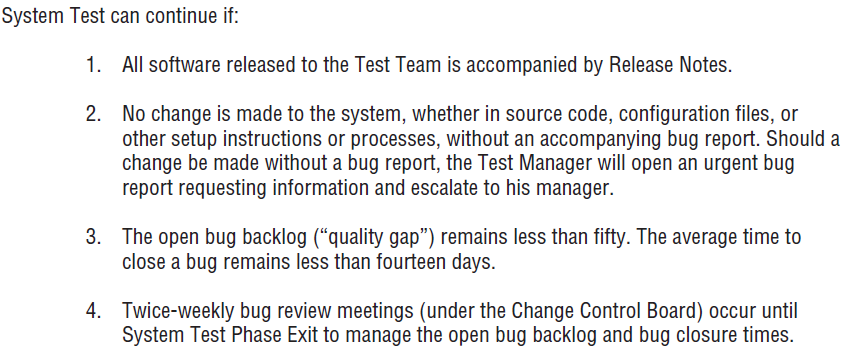 System Test can continue if:
1. All software released to the Test Team is accompanied by Release Notes.
2. No change is made to the system, whether in source code, configuration files, or
other setup instructions or processes, without an accompanying bug report. Should a
change be made without a bug report, the Test Manager will open an urgent bug
report requesting information and escalate to his manager.
3. The open bug backlog (“quality gap”) remains less than fifty. The average time to
close a bug remains less than fourteen days.
4. Twice-weekly bug review meetings (under the Change Control Board) occur until
System Test Phase Exit to manage the open bug backlog and bug closure times.